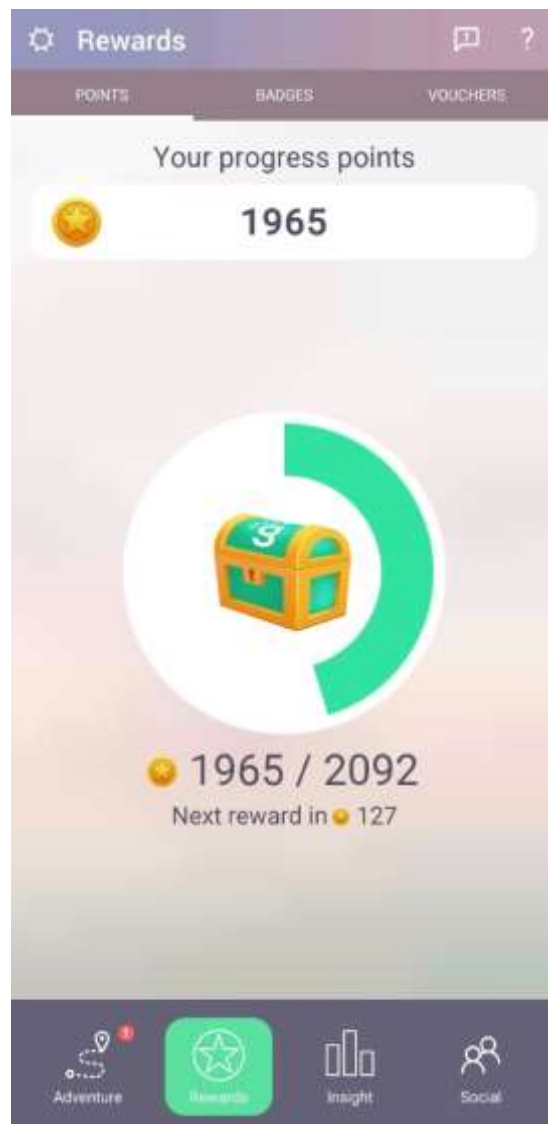 Rewards ?
POINTS BADGES VOUCHERS
Your progress points
1965
1965 / 2092
Next reward in 127
Adventure Rewards Insight Social